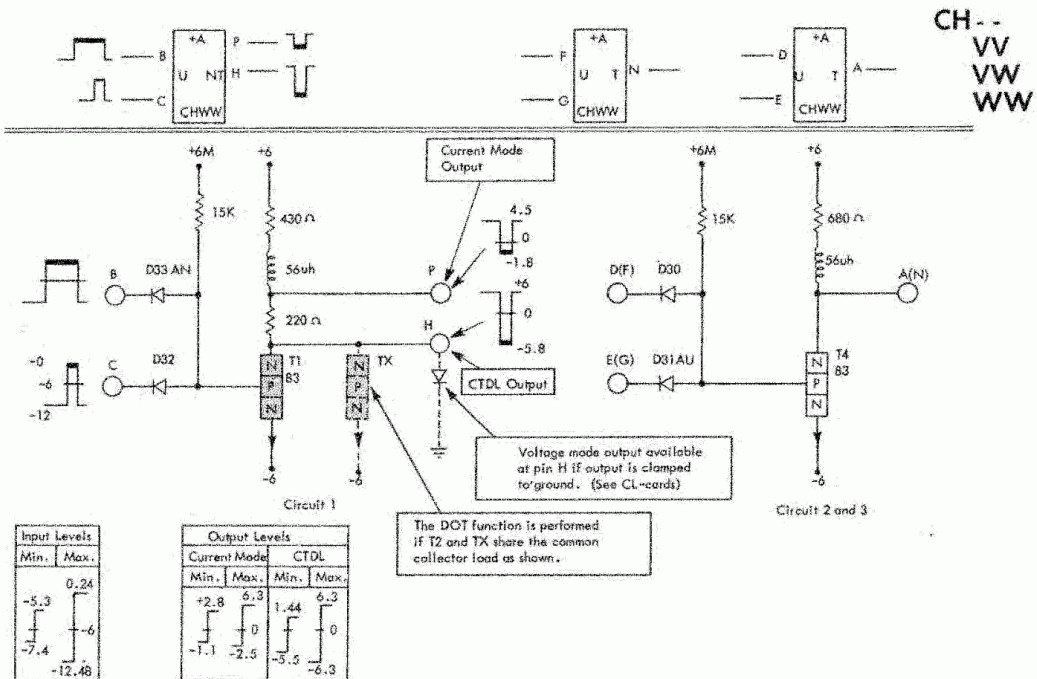 CH--
VV
VW
WW
+A
B
U NT
C
CHWW
P
H
+A
F
U T
N
G
CHWW
+A
D
U T
A
E
CHWW
+6M
+6
Current Mode
Output
15K
430 Ω
4.5
0
-1.8
B
D33 AN
56uh
P
220 Ω
+6
0
-5.8
H
-0
-6
-12
C
D32
N
P
N
T1
83
TX
N
P
N
CTDL Output
-6
-6
Voltage mode output available
at pin H if output is clamped
to ground. (See CL-cards)
Circuit 1
The DOT function is performed
if T2 and TX share the common
collector load as shown.
+6M
+6
15K
680 Ω
56uh
D(F)
D30
A(N)
E(G)
D31AU
N
P
N
T4
83
-6
Circuit 2 and 3
Input Levels
Min. Max.
0.24
-5.3
-6
-7.4
-12.48
Output Levels
Current Mode CTDL
Min. Max. Min. Max.
+2.8 6.3 1.44 6.3
0 0
-1.1 -2.5 -5.5 -6.3